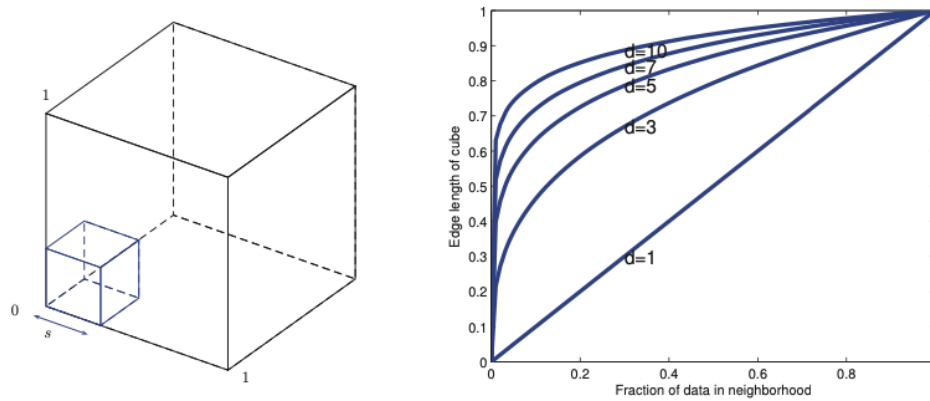 1
0
s
1
1
0.9
0.8
0.7
0.6
0.5
0.4
0.3
0.2
0.1
0
Edge length of cube
d=10
d=7
d=5
d=3
d=1
0 0.2 0.4 0.6 0.8
Fraction of data in neighborhood